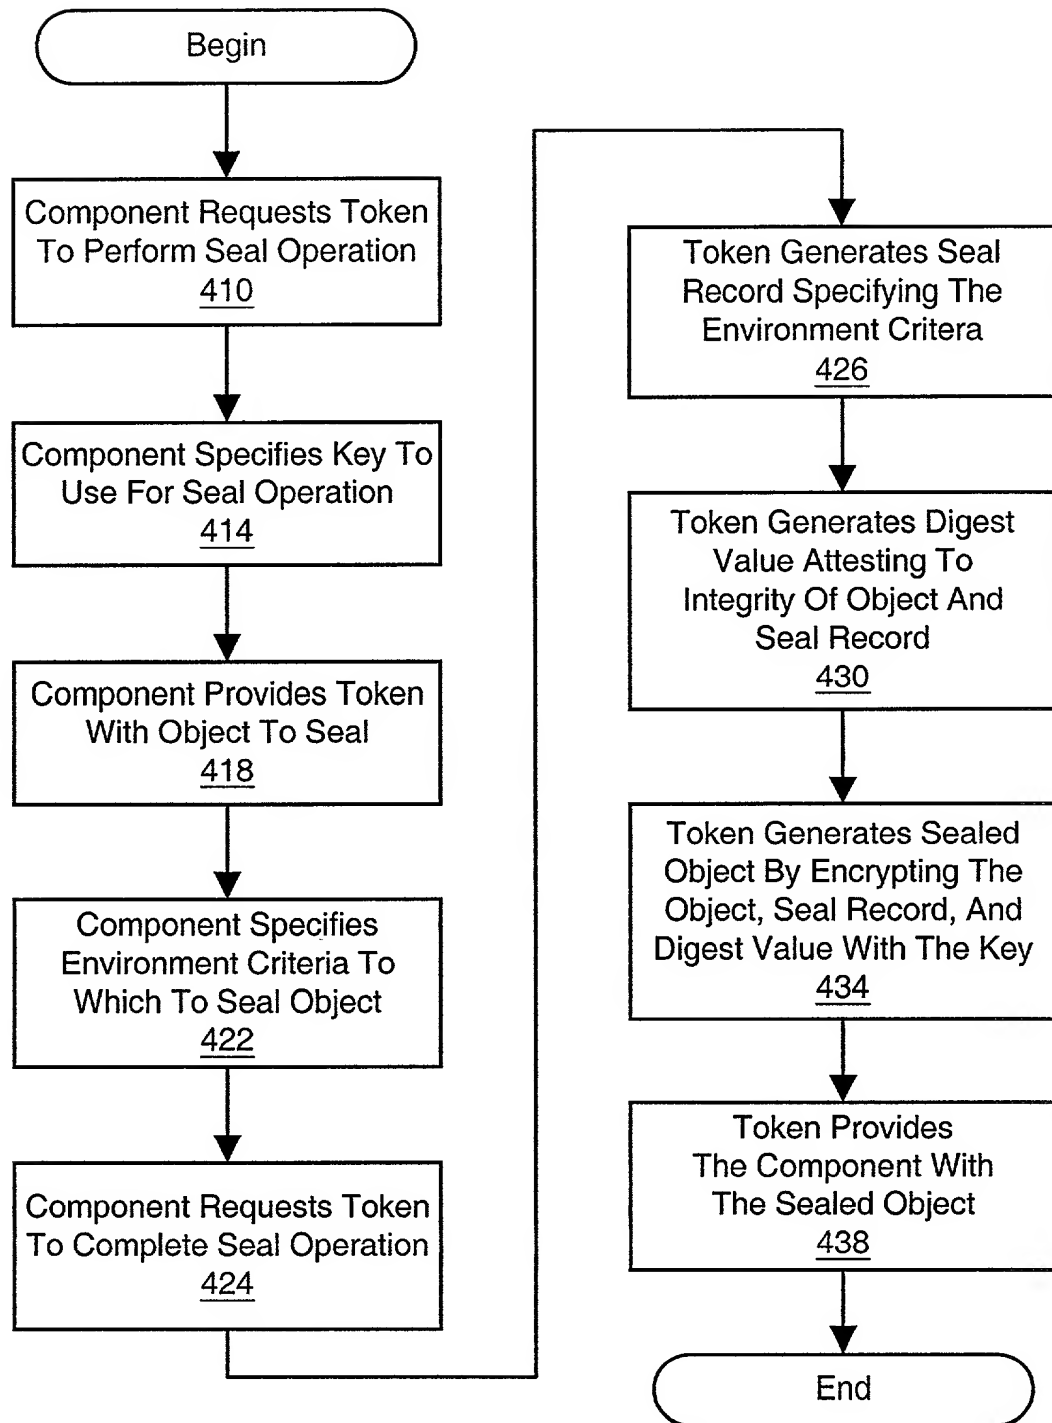 Begin
Component Requests Token
To Perform Seal Operation
410
Component Specifies Key To
Use For Seal Operation
414
Component Provides Token
With Object To Seal
418
Component Specifies
Environment Criteria To
Which To Seal Object
422
Component Requests Token
To Complete Seal Operation
424
Token Generates Seal
Record Specifying The
Environment Critera
426
Token Generates Digest
Value Attesting To
Integrity Of Object And
Seal Record
430
Token Generates Sealed
Object By Encrypting The
Object, Seal Record, And
Digest Value With The Key
434
Token Provides
The Component With
The Sealed Object
438
End